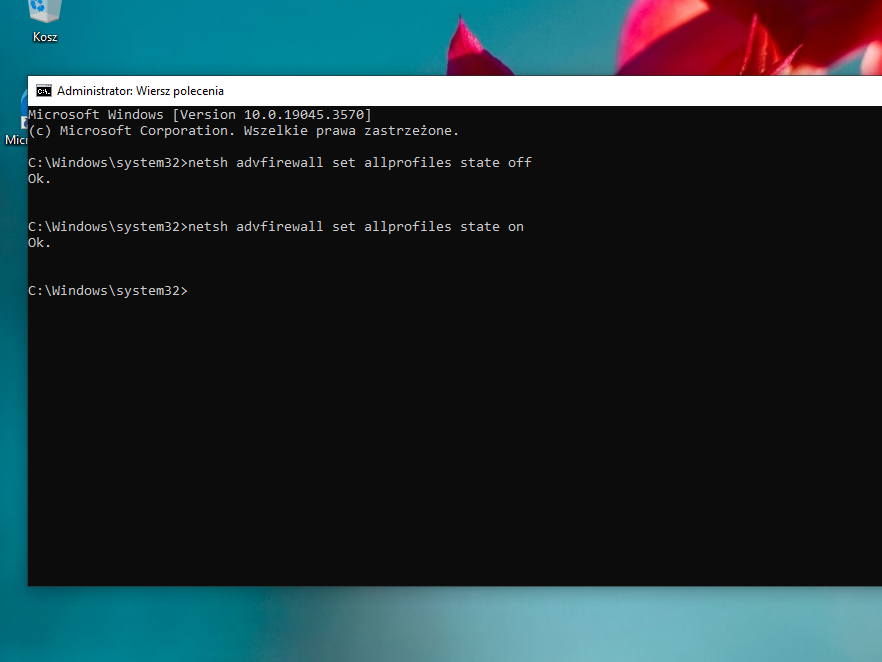 Kosz
Administrator: Wiersz polecenia
Microsoft Windows [Version 10.0.19045.3570]
(c) Microsoft Corporation. Wszelkie prawa zastrzeżone.
C:\Windows\system32>netsh advfirewall set allprofiles state off
Ok.
C:\Windows\system32>netsh advfirewall set allprofiles state on
Ok.
C:\Windows\system32>